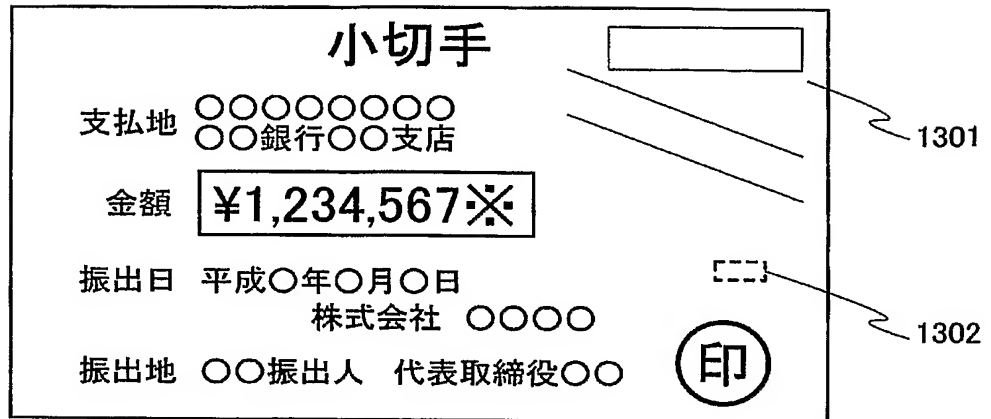 小切手
支払地 ○○○○○○○○
○○銀行○○支店
1301
金額 ¥1,234,567※
振出日 平成○年○月○日
株式会社 ○○○○
1302
振出地 ○○振出人 代表取締役○○
印